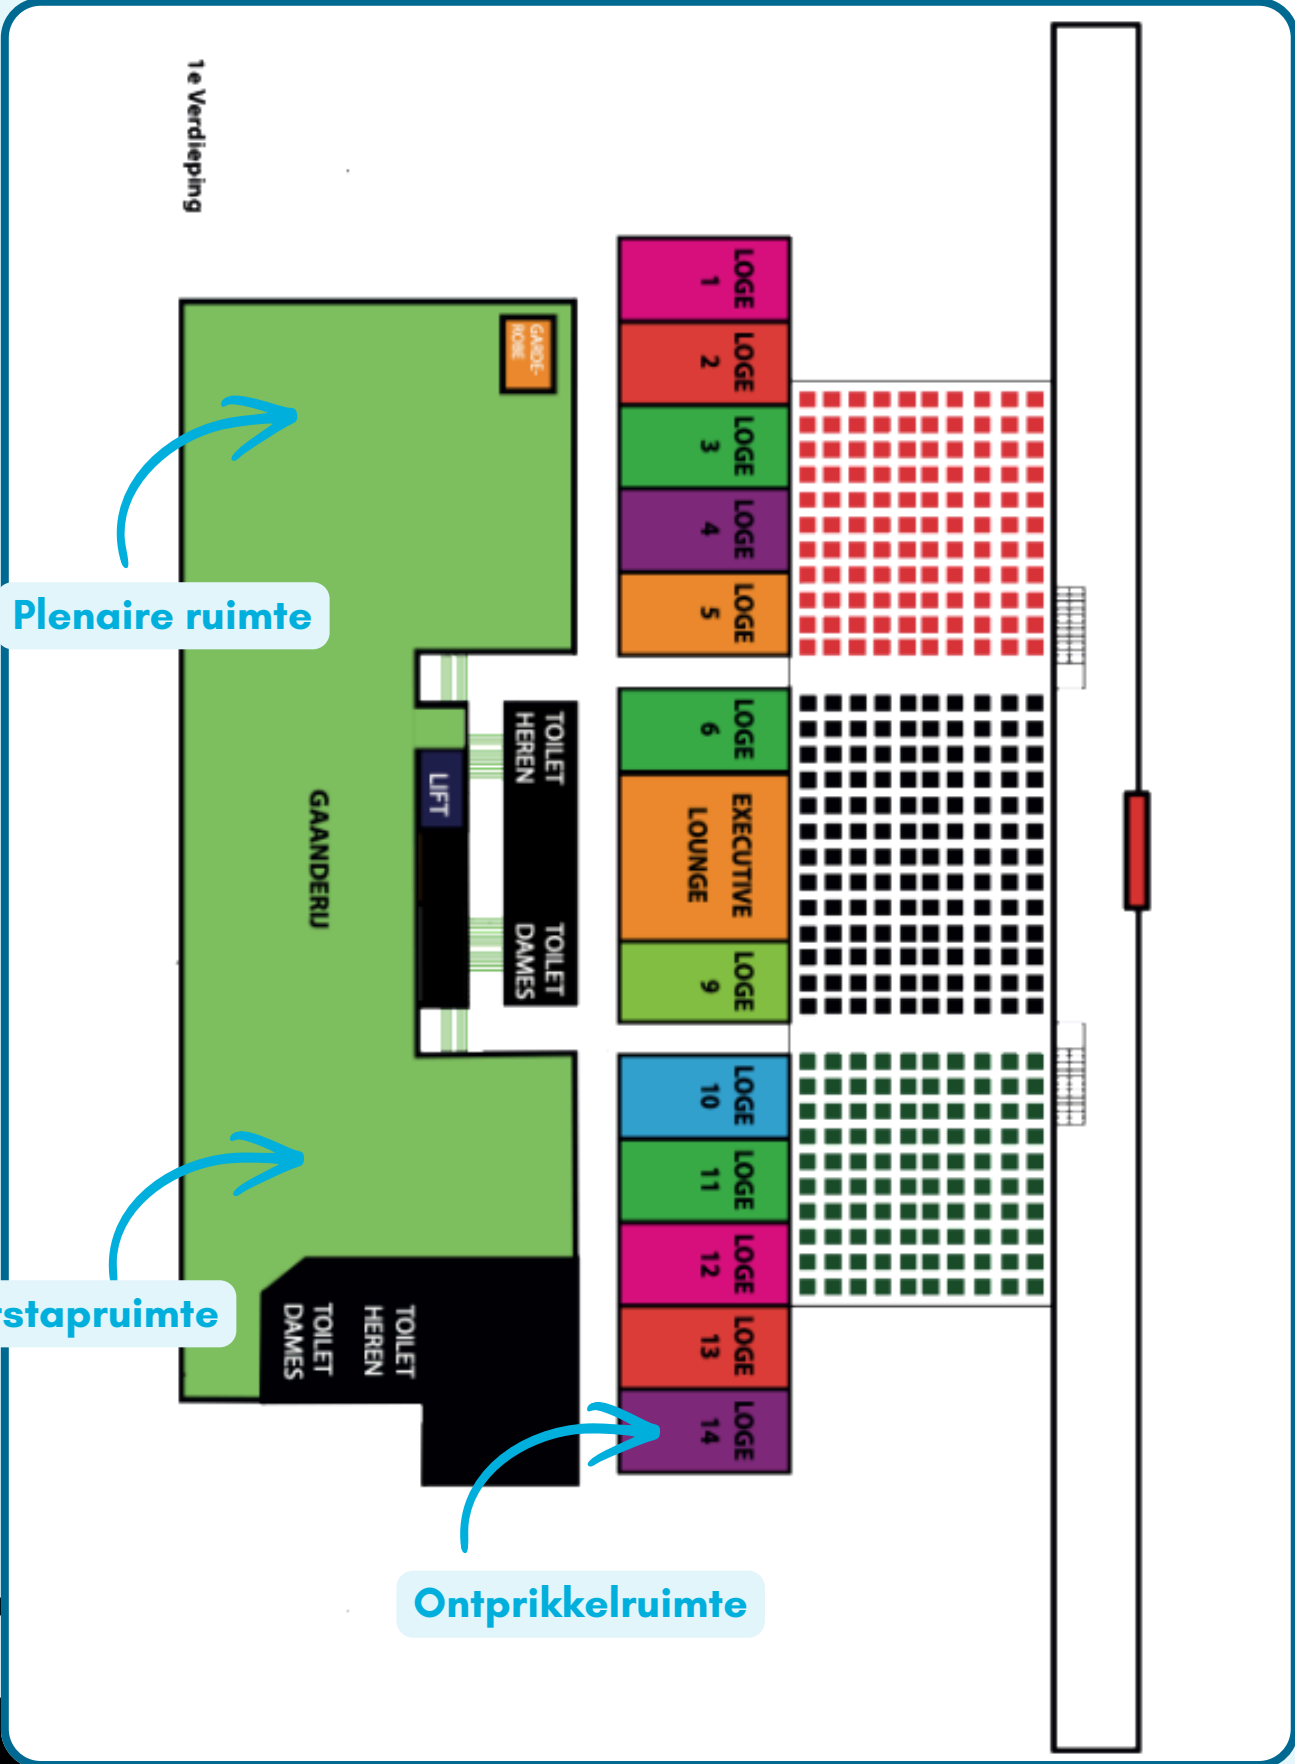 1e Verdieping
GARDE-
ROBE
Plenaire ruimte
LOGE
1
LOGE
2
LOGE
3
LOGE
4
LOGE
5
LOGE
6
EXECUTIVE
LOUNGE
LOGE
9
LOGE
10
LOGE
11
LOGE
12
LOGE
13
LOGE
14
TOILET
HEREN
TOILET
DAMES
LIFT
GAANDERIJ
TOILET
HEREN
TOILET
DAMES
stapruimte
Ontprikkelruimte